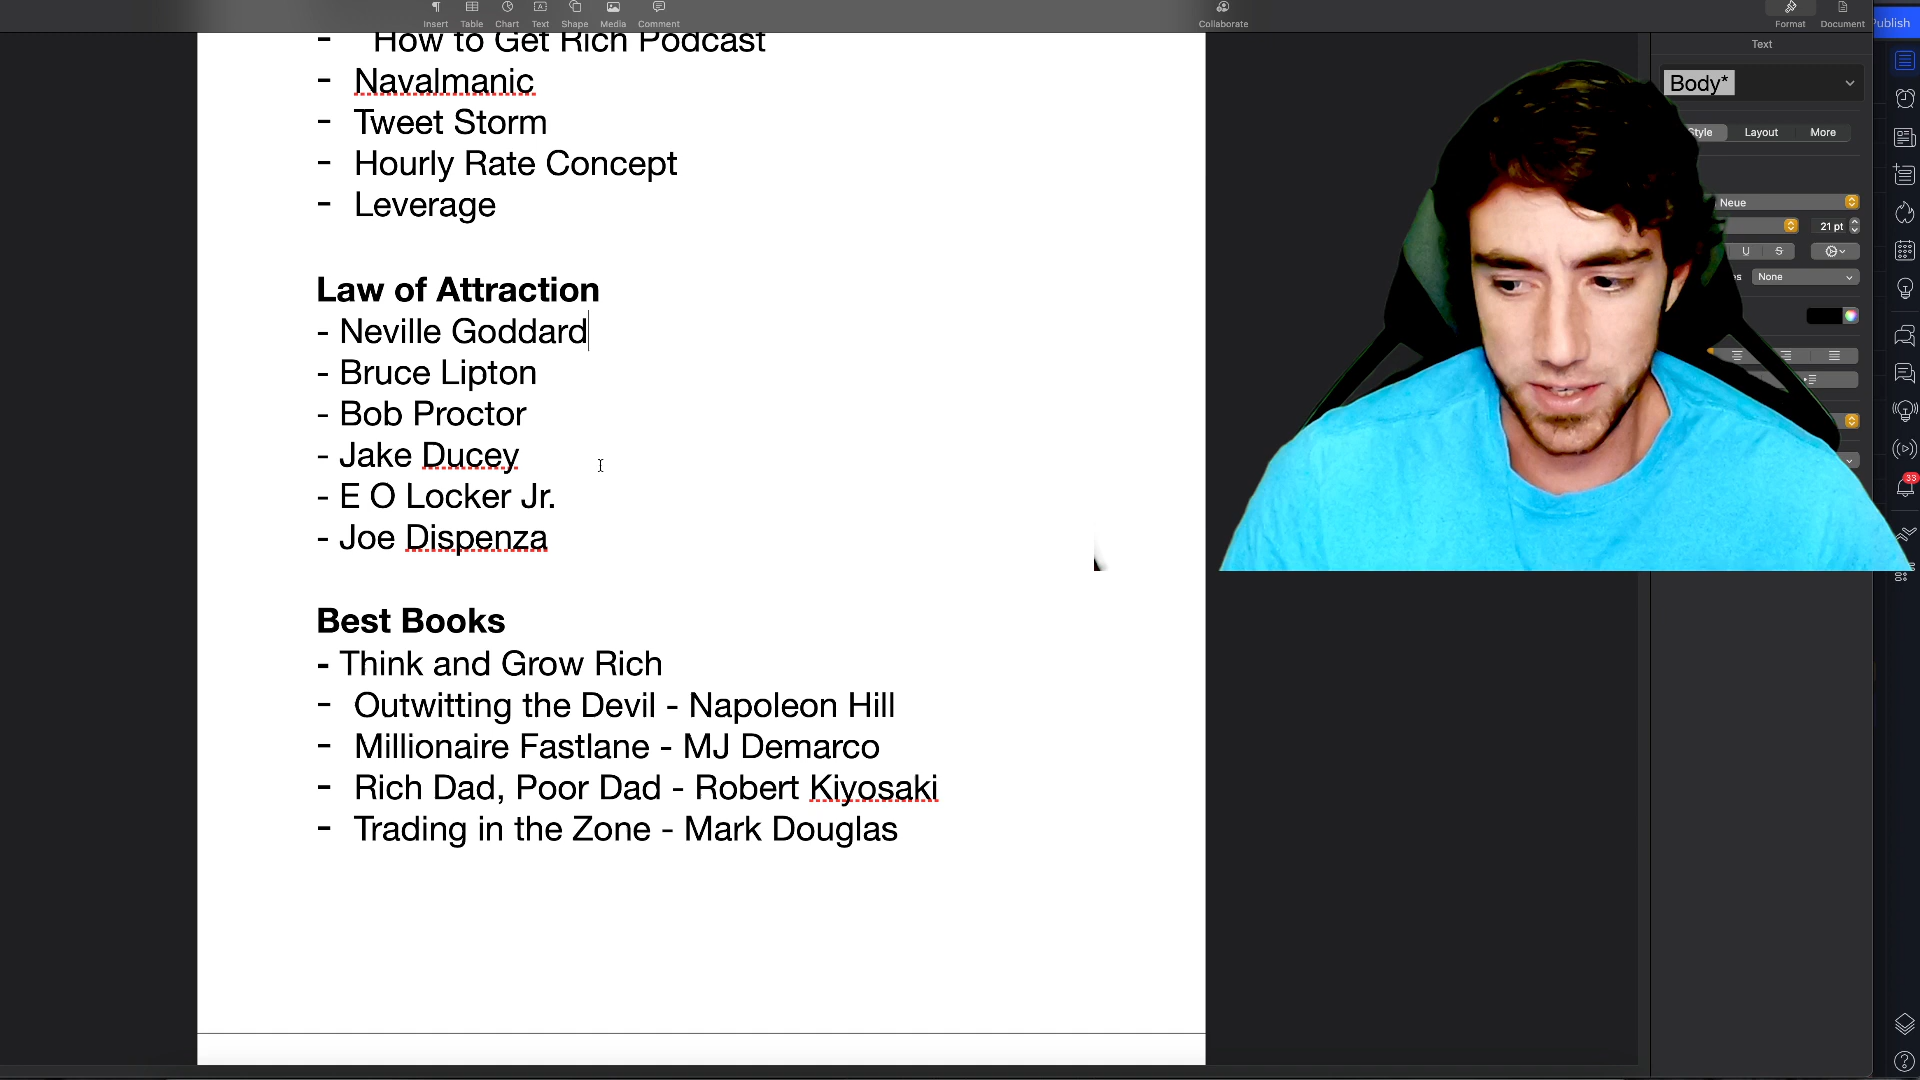 Insert Table Chart Text Shape Media Comment Collaborate Format Document
Publish
Text
Body*
Style Layout More
Neue
21 pt
U S
None
33
- How to Get Rich Podcast
- Navalmanic
- Tweet Storm
- Hourly Rate Concept
- Leverage
Law of Attraction
- Neville Goddard
- Bruce Lipton
- Bob Proctor
- Jake Ducey
- E O Locker Jr.
- Joe Dispenza
Best Books
- Think and Grow Rich
- Outwitting the Devil - Napoleon Hill
- Millionaire Fastlane - MJ Demarco
- Rich Dad, Poor Dad - Robert Kiyosaki
- Trading in the Zone - Mark Douglas